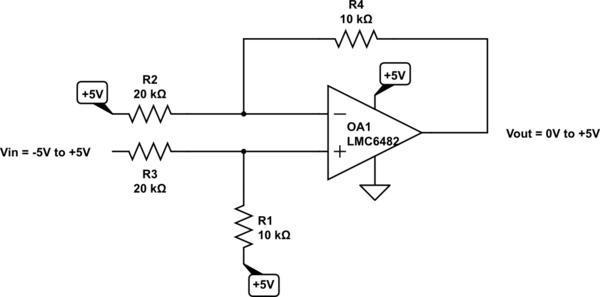 R4
10 kΩ
+5V
R2
20 kΩ
+5V
−
OA1
LMC6482
+
Vin = -5V to +5V
Vout = 0V to +5V
R3
20 kΩ
R1
10 kΩ
+5V